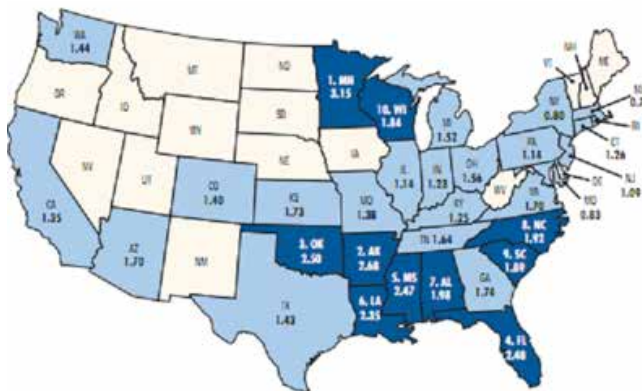 WA
1.44
OR
ID
MT
ND
SD
WY
NE
NV
UT
CA
1.35
AZ
1.70
CO
1.40
NM
KS
1.73
TX
1.43
1. MN
3.15
10. WI
1.84
IA
MO
1.38
IL
1.14
IN
1.23
MI
1.52
OH
1.56
KY
1.25
TN 1.64
3. OK
2.50
2. AK
2.68
5. MS
2.47
7. AL
1.98
6. LA
2.35
GA
1.76
4. FL
2.48
8. NC
1.92
9. SC
1.89
VA
1.70
WV
PA
1.14
NY
0.80
VT
NH
ME
RI
CT
1.26
NJ
1.09
DE
MD
0.83